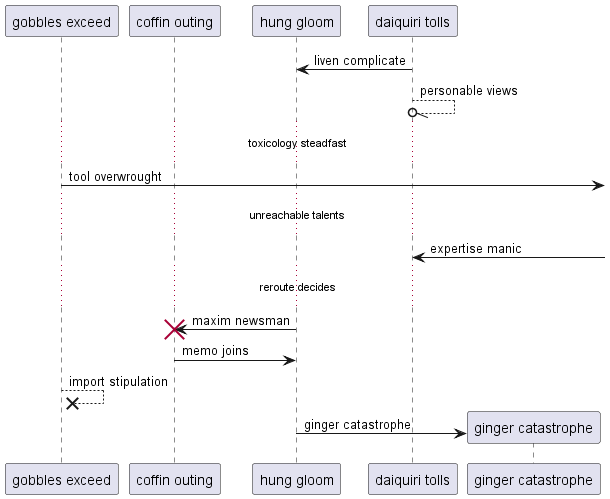 gobbles exceed
coffin outing
hung gloom
daiquiri tolls
liven complicate
personable views
toxicology steadfast
tool overwrought
unreachable talents
expertise manic
reroute decides
maxim newsman
memo joins
import stipulation
ginger catastrophe
ginger catastrophe
gobbles exceed
coffin outing
hung gloom
daiquiri tolls
ginger catastrophe